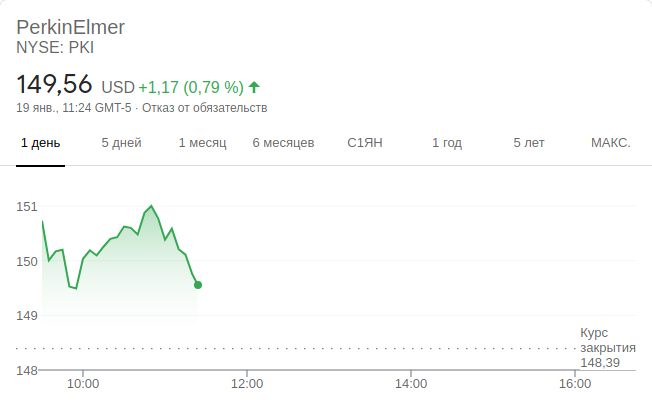 PerkinElmer
NYSE: PKI
149,56 USD +1,17 (0,79 %)
19 янв., 11:24 GMT-5 · Отказ от обязательств
1 день 5 дней 1 месяц 6 месяцев С1ЯН 1 год 5 лет МАКС.
151
150
149
Курс
закрытия
148,39
148
10:00 12:00 14:00 16:00